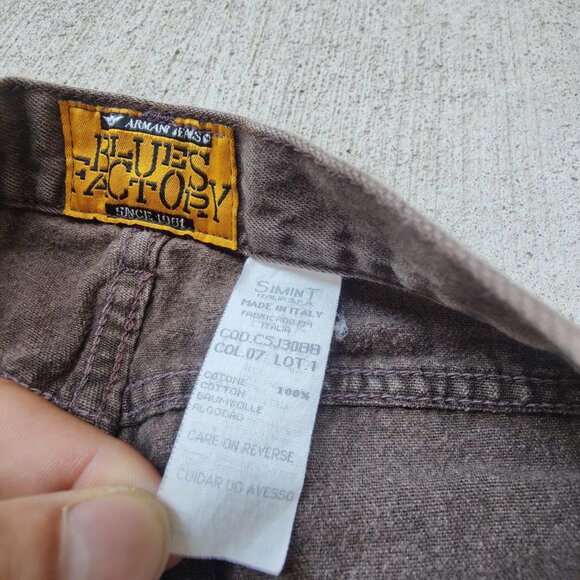 ARMANI JEANS
BLUES
FACTORY
SINCE 1981
SIMINT
ITALIA S.P.A.
MADE IN ITALY
FABRICADO EM
ITALIA
COD.C5J30BB
COL.07 LOT.1
COTONE 100%
COTTON
BAUMWOLLE
ALGODAO
CARE ON REVERSE
CUIDAR DO AVESSO